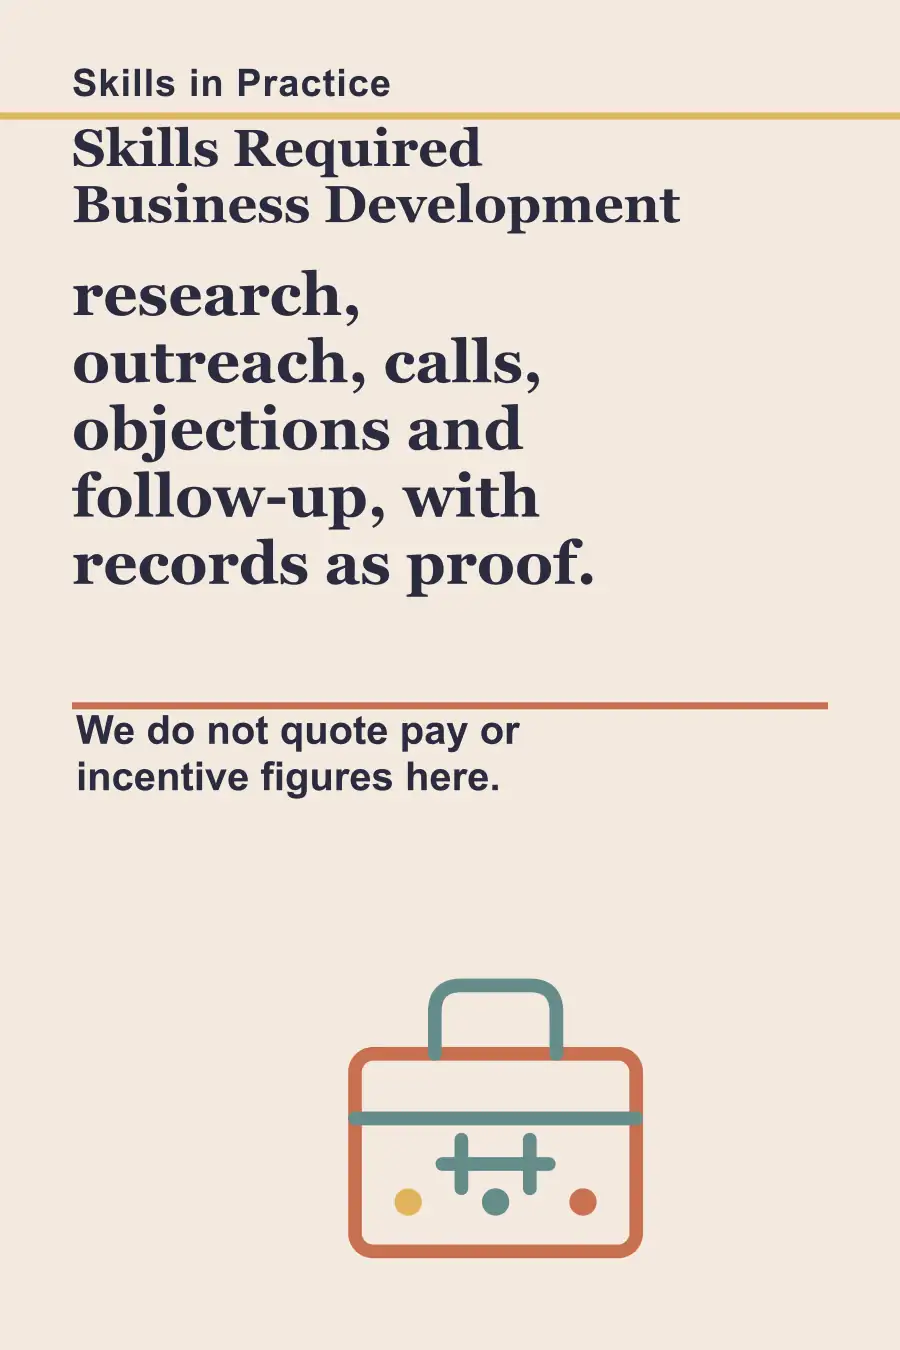 Skills in Practice
Skills Required
Business Development
research,
outreach, calls,
objections and
follow-up, with
records as proof.
We do not quote pay or
incentive figures here.